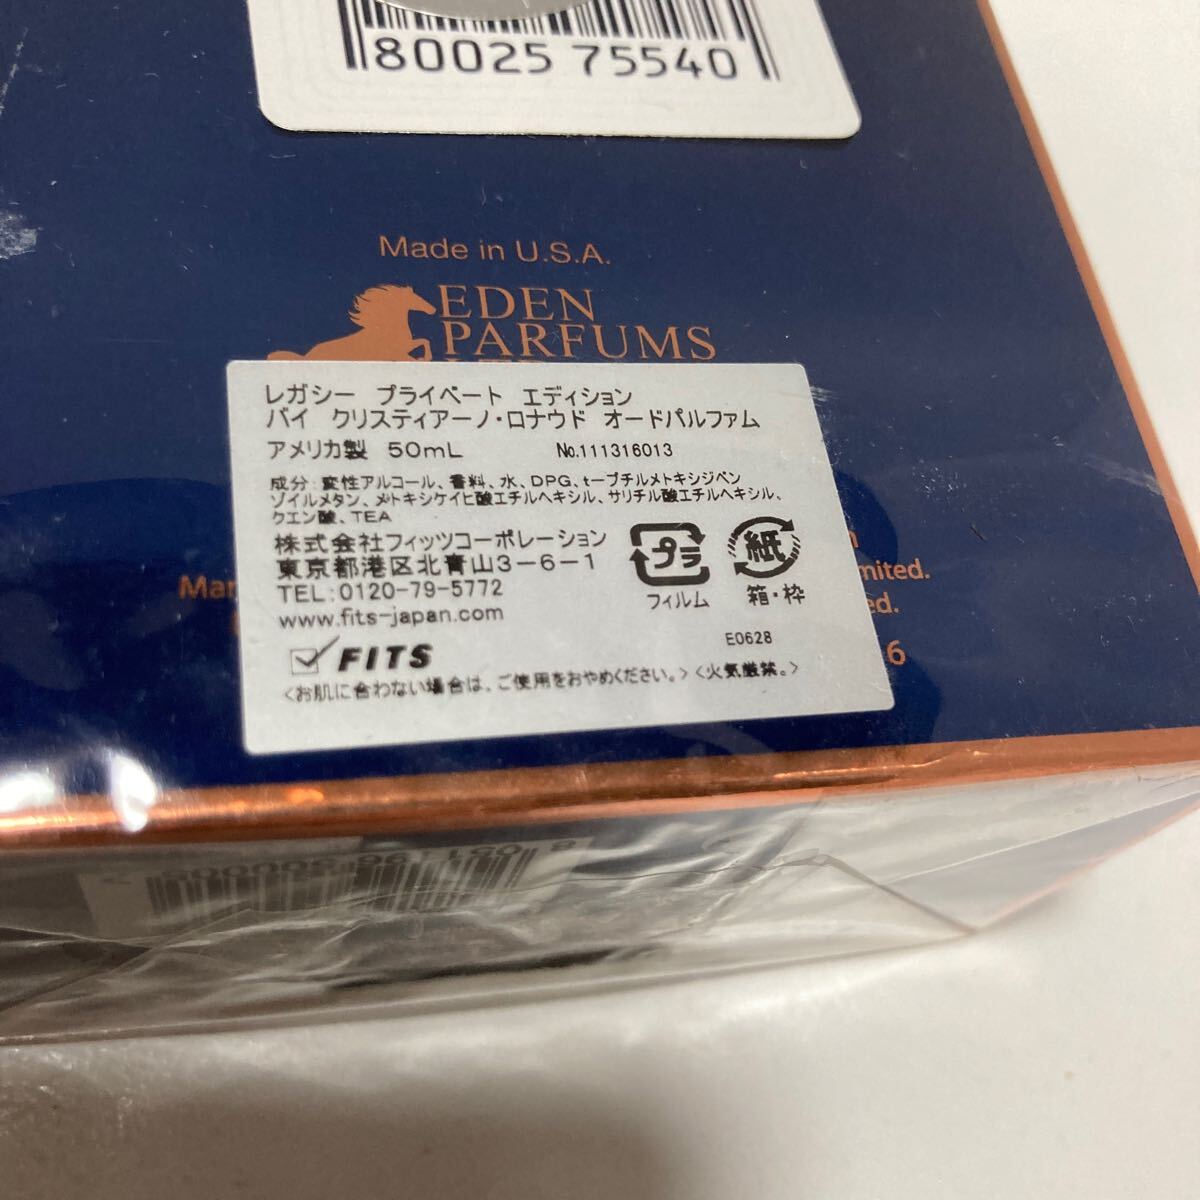 80025 75540
Made in U.S.A.
EDEN
PARFUMS
レガシー プライベート エディション
バイ クリスティアーノ・ロナウド オードパルファム
アメリカ製 50mL No.111316013
成分:変性アルコール、香料、水、DPG、t-ブチルメトキシジベン
ゾイルメタン、メトキシケイヒ酸エチルヘキシル、サリチル酸エチルヘキシル、
クエン酸、TEA
株式会社フィッツコーポレーション
東京都港区北青山3-6-1
TEL:0120-79-5772
www.fits-japan.com
プラ
フィルム
紙
箱・枠
E0628
FITS
<お肌に合わない場合は、ご使用をおやめください。><火気厳禁。>